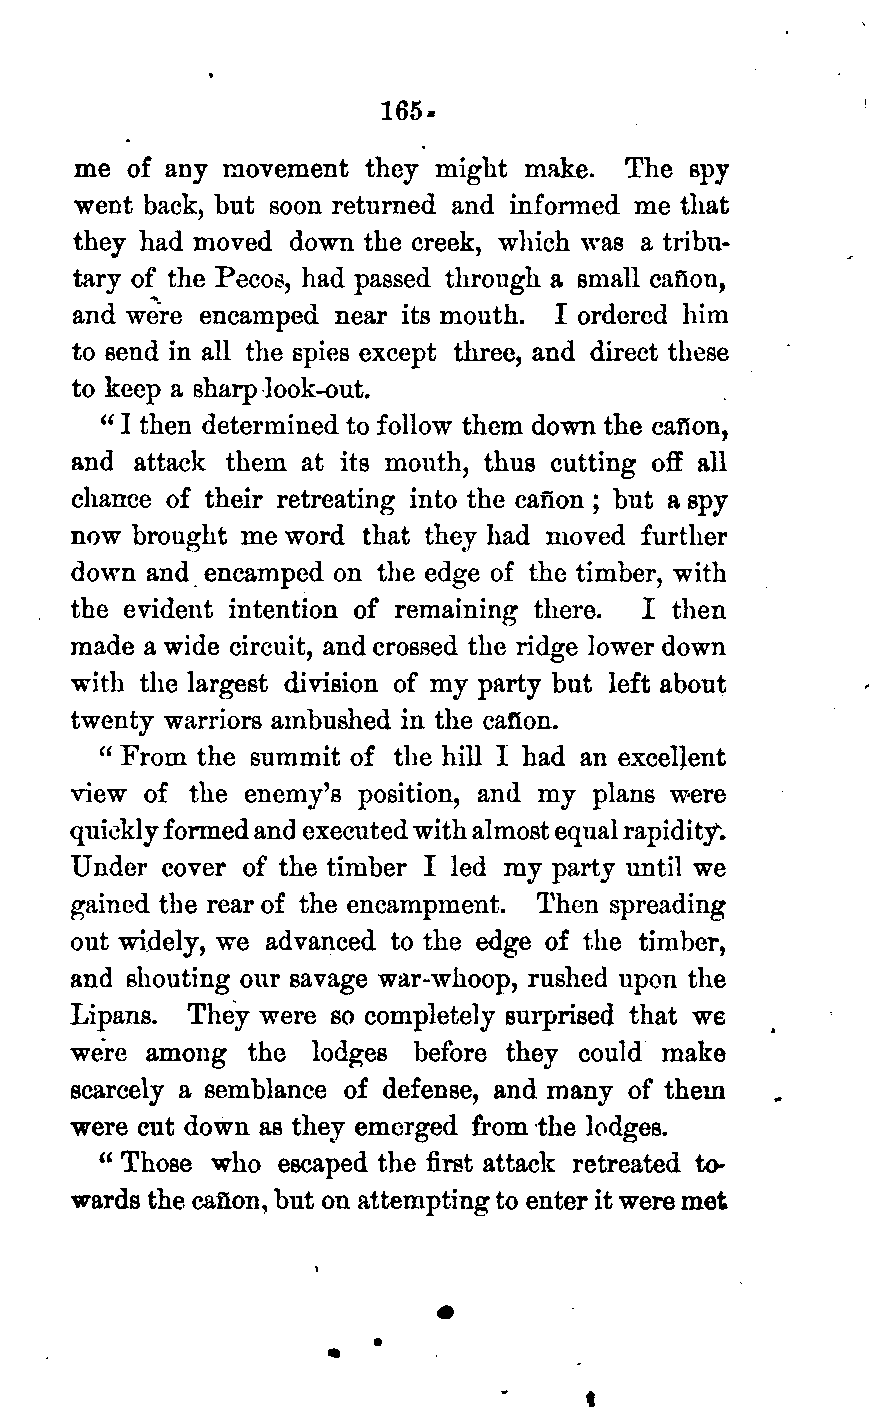 165.
me of any movement they might make. The spy
went back, but soon returned and informed me that
they had moved down the creek, which was a tribu-
tary of the Pecos, had passed through a small cañon,
and were encamped near its mouth. I ordered him
to send in all the spies except three, and direct these
to keep a sharp look-out.
“I then determined to follow them down the cañon,
and attack them at its mouth, thus cutting off all
chance of their retreating into the cañon; but a spy
now brought me word that they had moved further
down and encamped on the edge of the timber, with
the evident intention of remaining there. I then
made a wide circuit, and crossed the ridge lower down
with the largest division of my party but left about
twenty warriors ambushed in the cañon.
“From the summit of the hill I had an excellent
view of the enemy’s position, and my plans were
quickly formed and executed with almost equal rapidity.
Under cover of the timber I led my party until we
gained the rear of the encampment. Then spreading
out widely, we advanced to the edge of the timber,
and shouting our savage war-whoop, rushed upon the
Lipans. They were so completely surprised that we
were among the lodges before they could make
scarcely a semblance of defense, and many of them
were cut down as they emerged from the lodges.
“Those who escaped the first attack retreated to-
wards the cañon, but on attempting to enter it were met